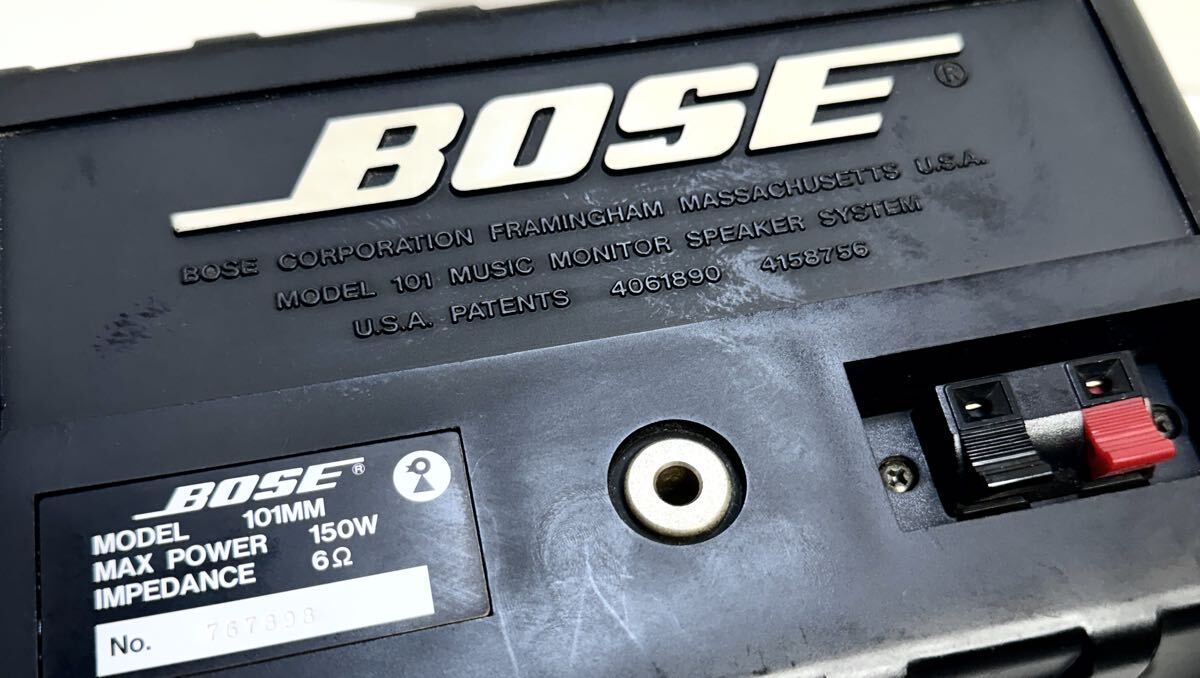 BOSE®
BOSE CORPORATION FRAMINGHAM MASSACHUSETTS U.S.A.
MODEL 101 MUSIC MONITOR SPEAKER SYSTEM
U.S.A. PATENTS 4061890 4158756
BOSE®
MODEL 101MM
MAX POWER 150W
IMPEDANCE 6Ω
No. 767898